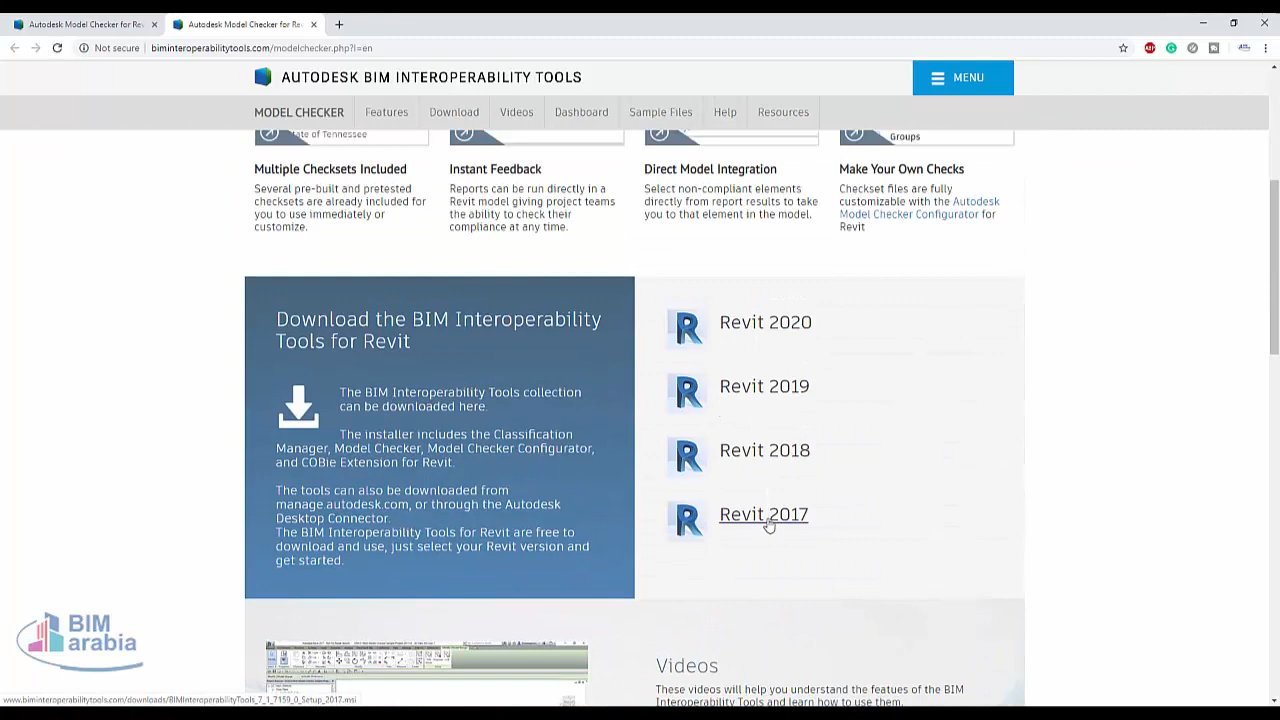 Autodesk Model Checker for Re
Autodesk Model Checker for Re
Not secure
biminteroperabilitytools.com/modelchecker.php?l=en
AUTODESK BIM INTEROPERABILITY TOOLS
MENU
MODEL CHECKER
Features
Download
Videos
Dashboard
Sample Files
Help
Resources
State of Tennessee
Groups
Multiple Checksets Included
Several pre-built and pretested
checksets are already included for
you to use immediately or
customize.
Instant Feedback
Reports can be run directly in a
Revit model giving project teams
the ability to check their
compliance at any time.
Direct Model Integration
Select non-compliant elements
directly from report results to
take you to that element in the model.
Make Your Own Checks
Checkset files are fully
customizable with the Autodesk
Model Checker Configurator for
Revit
Download the BIM Interoperability
Tools for Revit
The BIM Interoperability Tools collection
can be downloaded here.
The installer includes the Classification
Manager, Model Checker, Model Checker Configurator,
and COBie Extension for Revit.
The tools can also be downloaded from
manage.autodesk.com, or through the Autodesk
Desktop Connector.
The BIM Interoperability Tools for Revit are free to
download and use, just select your Revit version and
get started.
Revit 2020
Revit 2019
Revit 2018
Revit 2017
Videos
These videos will help you understand the featues of the BIM
Interoperability Tools and learn how to use them.
BIM
arabia
www.biminteroperabilitytools.com/downloads/BIMInteroperabilityTools_7_1_7159_0_Setup_2017.msi